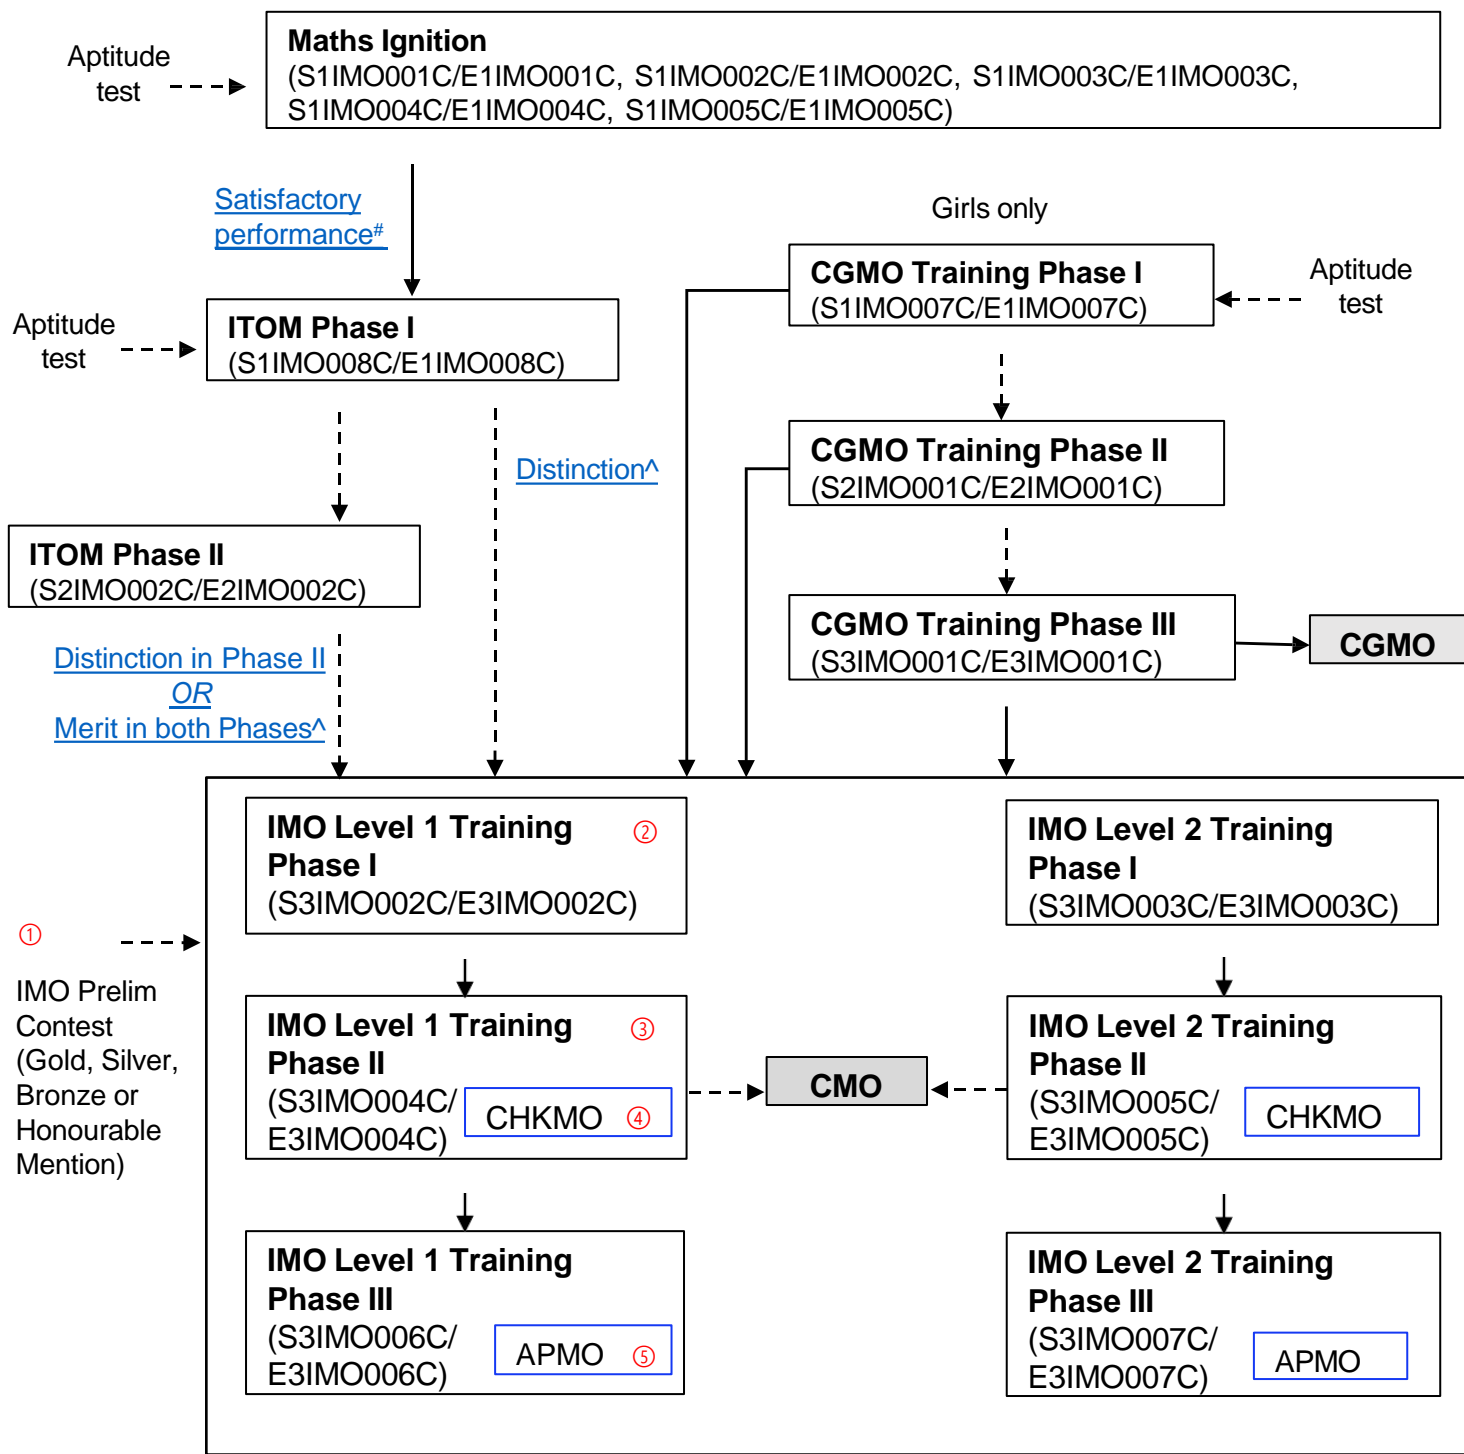 Aptitude
test
Maths Ignition
(S1IMO001C/E1IMO001C, S1IMO002C/E1IMO002C, S1IMO003C/E1IMO003C,
S1IMO004C/E1IMO004C, S1IMO005C/E1IMO005C)
Satisfactory
performance#
Girls only
CGMO Training Phase I
(S1IMO007C/E1IMO007C)
Aptitude
test
Aptitude
test
ITOM Phase I
(S1IMO008C/E1IMO008C)
CGMO Training Phase II
(S2IMO001C/E2IMO001C)
Distinction^
ITOM Phase II
(S2IMO002C/E2IMO002C)
CGMO Training Phase III
(S3IMO001C/E3IMO001C)
CGMO
Distinction in Phase II
OR
Merit in both Phases^
IMO Level 1 Training ②
Phase I
(S3IMO002C/E3IMO002C)
IMO Level 2 Training
Phase I
(S3IMO003C/E3IMO003C)
①
IMO Prelim
Contest
(Gold, Silver,
Bronze or
Honourable
Mention)
IMO Level 1 Training ③
Phase II
(S3IMO004C/
E3IMO004C)
CHKMO ④
CMO
IMO Level 2 Training
Phase II
(S3IMO005C/
E3IMO005C)
CHKMO
IMO Level 1 Training
Phase III
(S3IMO006C/
E3IMO006C)
APMO ⑤
IMO Level 2 Training
Phase III
(S3IMO007C/
E3IMO007C)
APMO